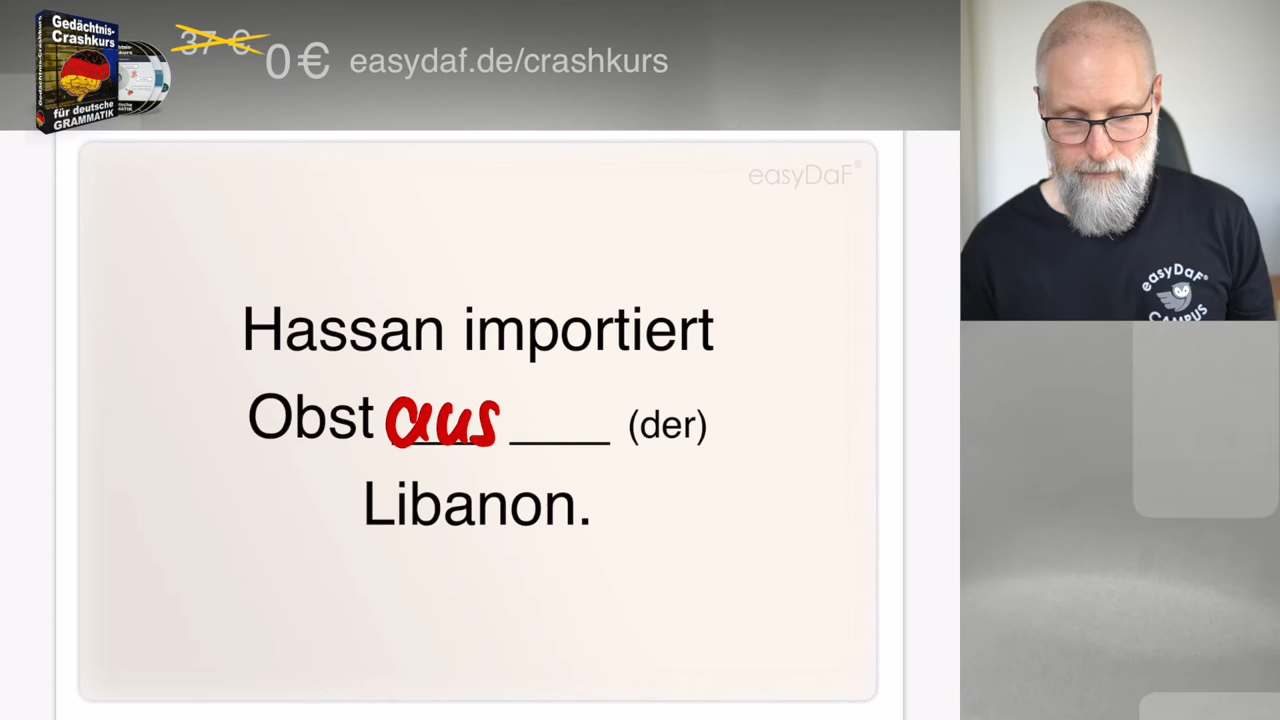 Gedächtnis-
Crashkurs
für deutsche
GRAMMATIK
37 €
0 € easydaf.de/crashkurs
easyDaF®
Hassan importiert
Obst aus ____ (der)
Libanon.
easyDaF®
CAMPUS